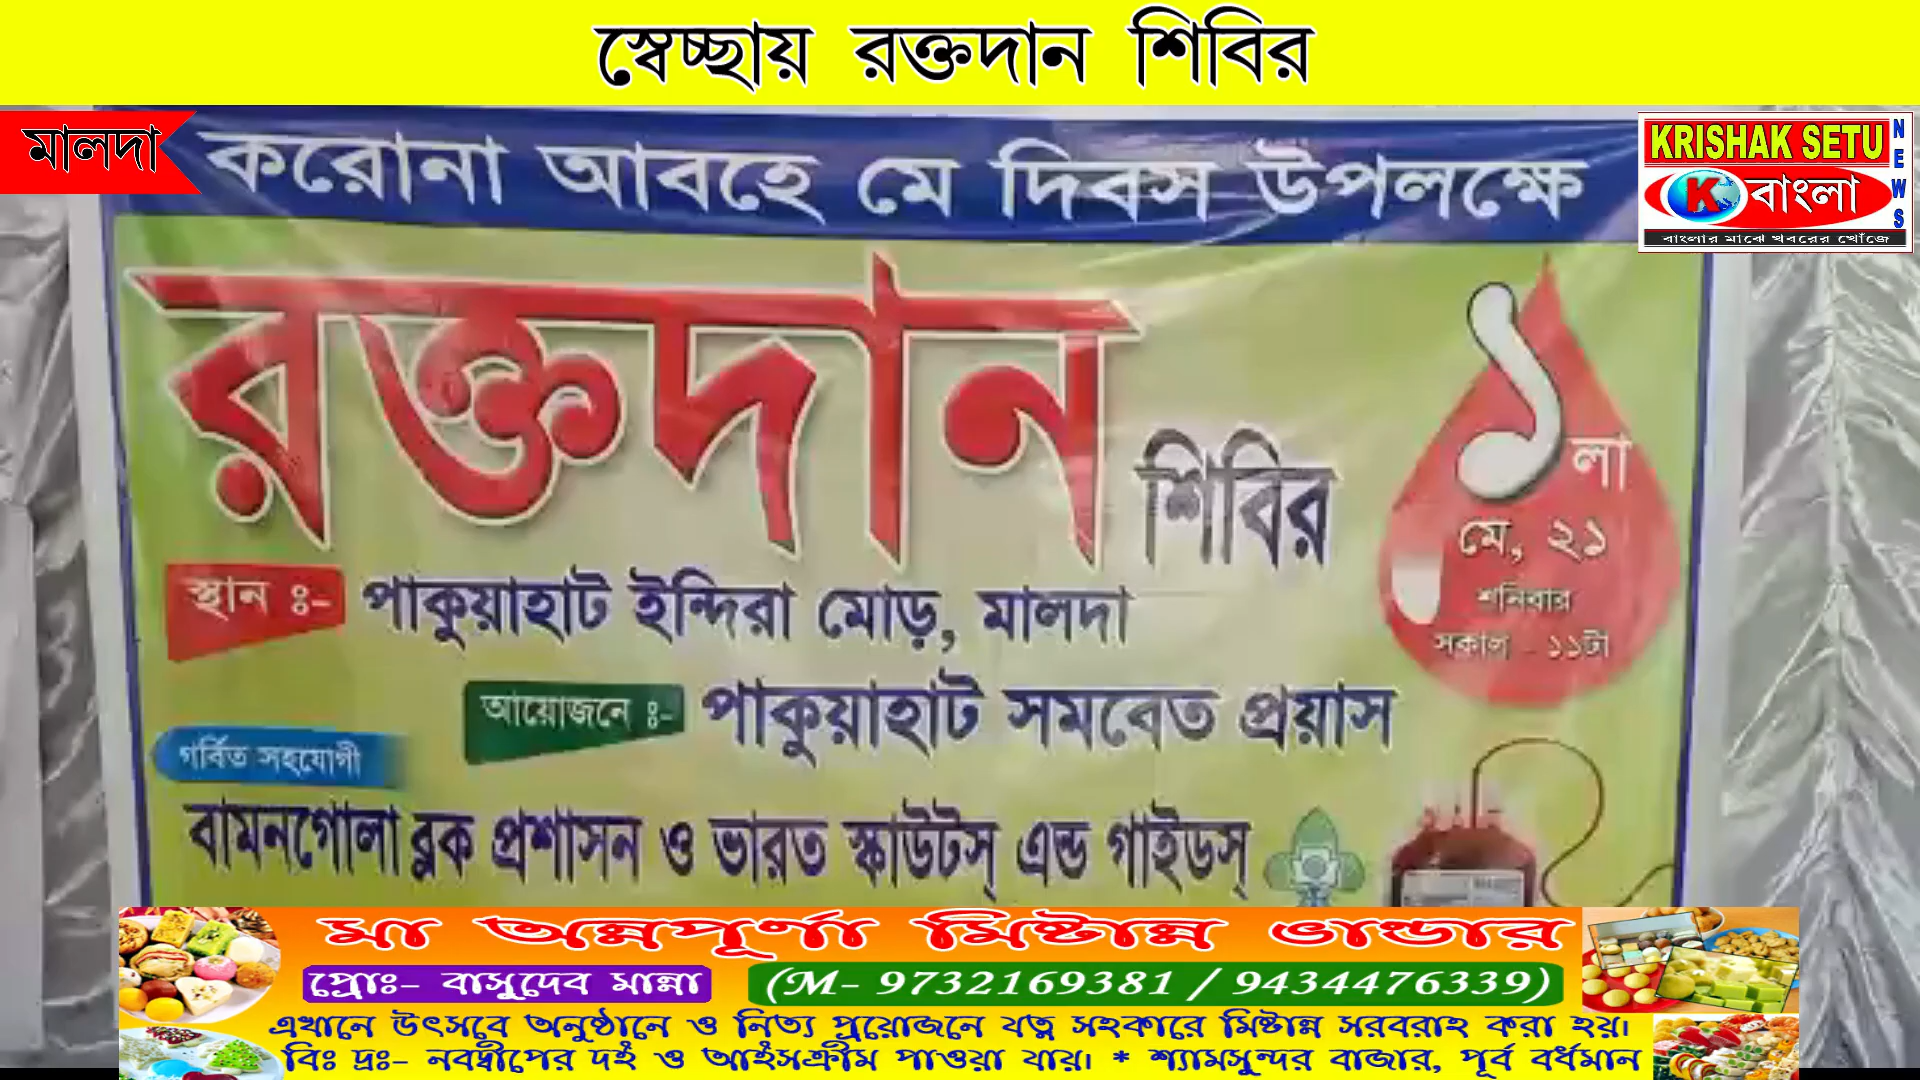 স্বেচ্ছায় রক্তদান শিবির
মালদা
KRISHAK SETU
NEWS
K বাংলা
বাংলার মাঝে খবরের খোঁজে
করোনা আবহে মে দিবস উপলক্ষে
রক্তদান শিবির
১লা
মে, ২১
শনিবার
সকাল - ১১টা
স্থান ঃ- পাকুয়াহাট ইন্দিরা মোড়, মালদা
আয়োজনে ঃ- পাকুয়াহাট সমবেত প্রয়াস
গর্বিত সহযোগী
বামনগোলা ব্লক প্রশাসন ও ভারত স্কাউটস্ এন্ড গাইডস্
মা অন্নপূর্ণা মিষ্টান্ন ভান্ডার
প্রোঃ- বাসুদেব মান্না (M- 9732169381 / 9434476339)
এখানে উৎসবে অনুষ্ঠানে ও নিত্য প্রয়োজনে যত্ন সহকারে মিষ্টান্ন সরবরাহ করা হয়।
বিঃ দ্রঃ- নবদ্বীপের দই ও আইসক্রীম পাওয়া যায়। * শ্যামসুন্দর বাজার, পূর্ব বর্ধমান